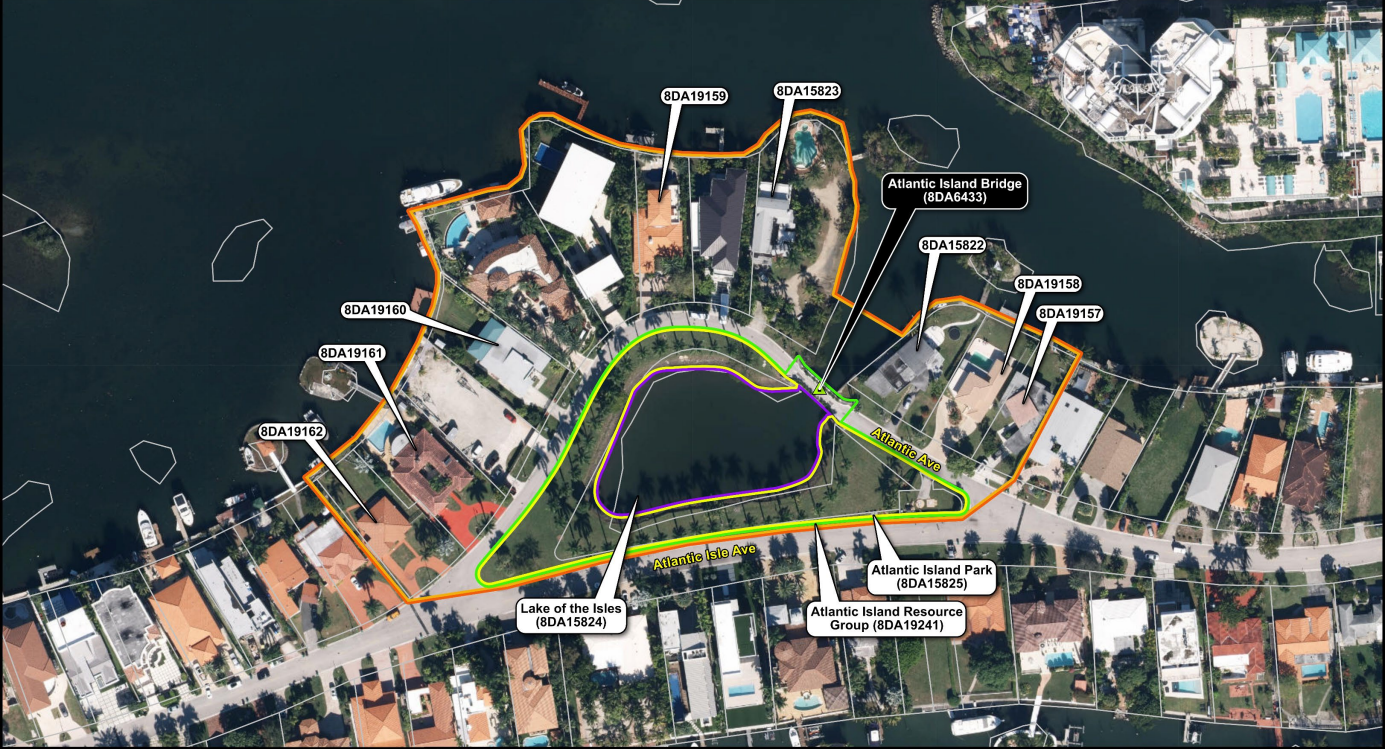 8DA19159
8DA15823
Atlantic Island Bridge
(8DA6433)
8DA15822
8DA19158
8DA19160
8DA19157
8DA19161
8DA19162
Atlantic Ave
Atlantic Isle Ave
Atlantic Island Park
(8DA15825)
Lake of the Isles
(8DA15824)
Atlantic Island Resource
Group (8DA19241)